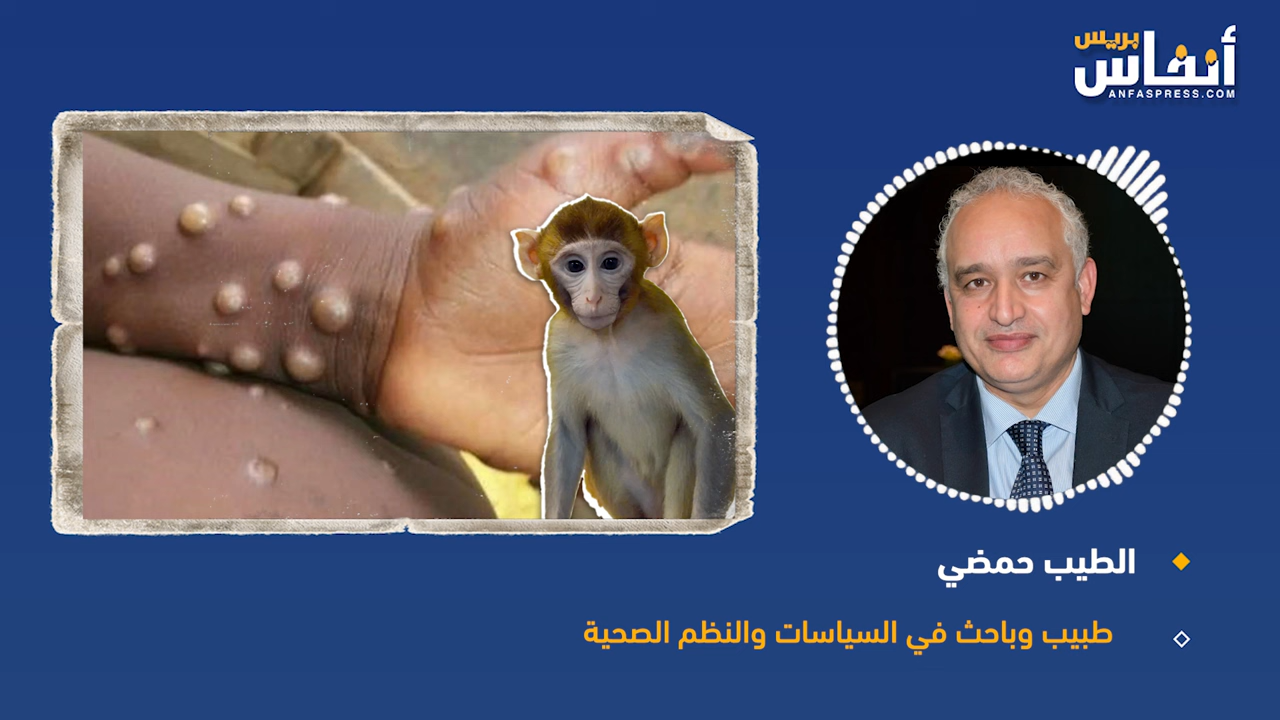 أنفاس بريس
ANFASPRESS.COM
الطيب حمضي
طبيب وباحث في السياسات والنظم الصحية